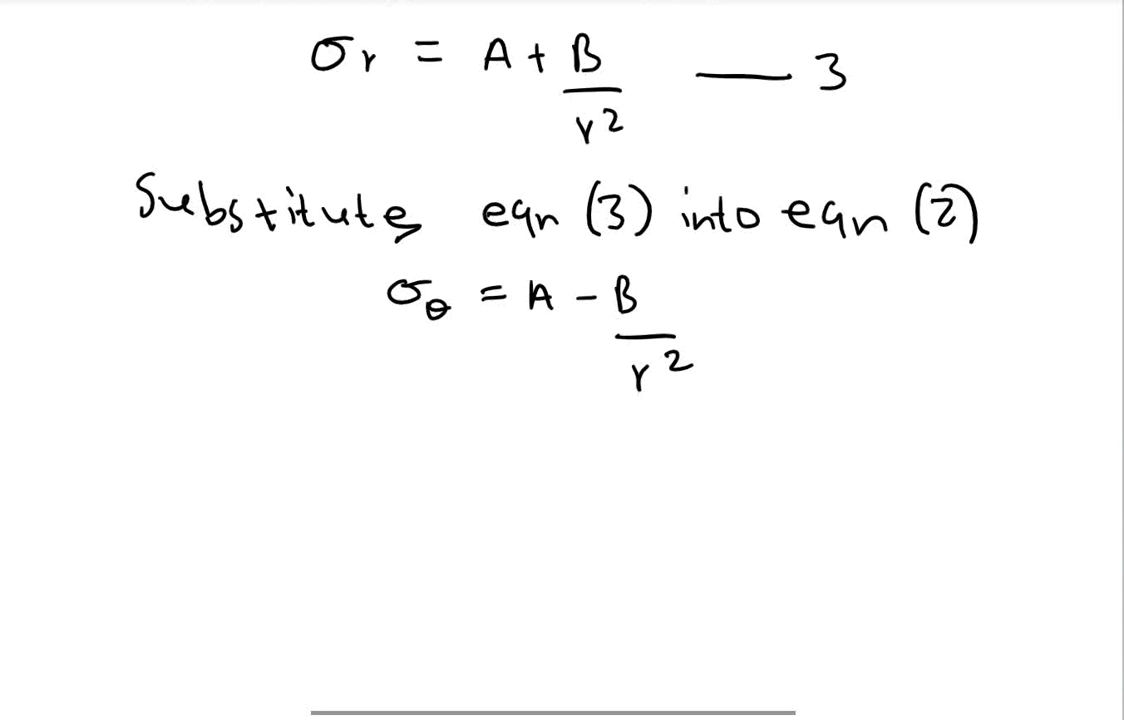 σr = A + B/r² — 3
Substitute eqn (3) into eqn (2)
σθ = A - B/r²